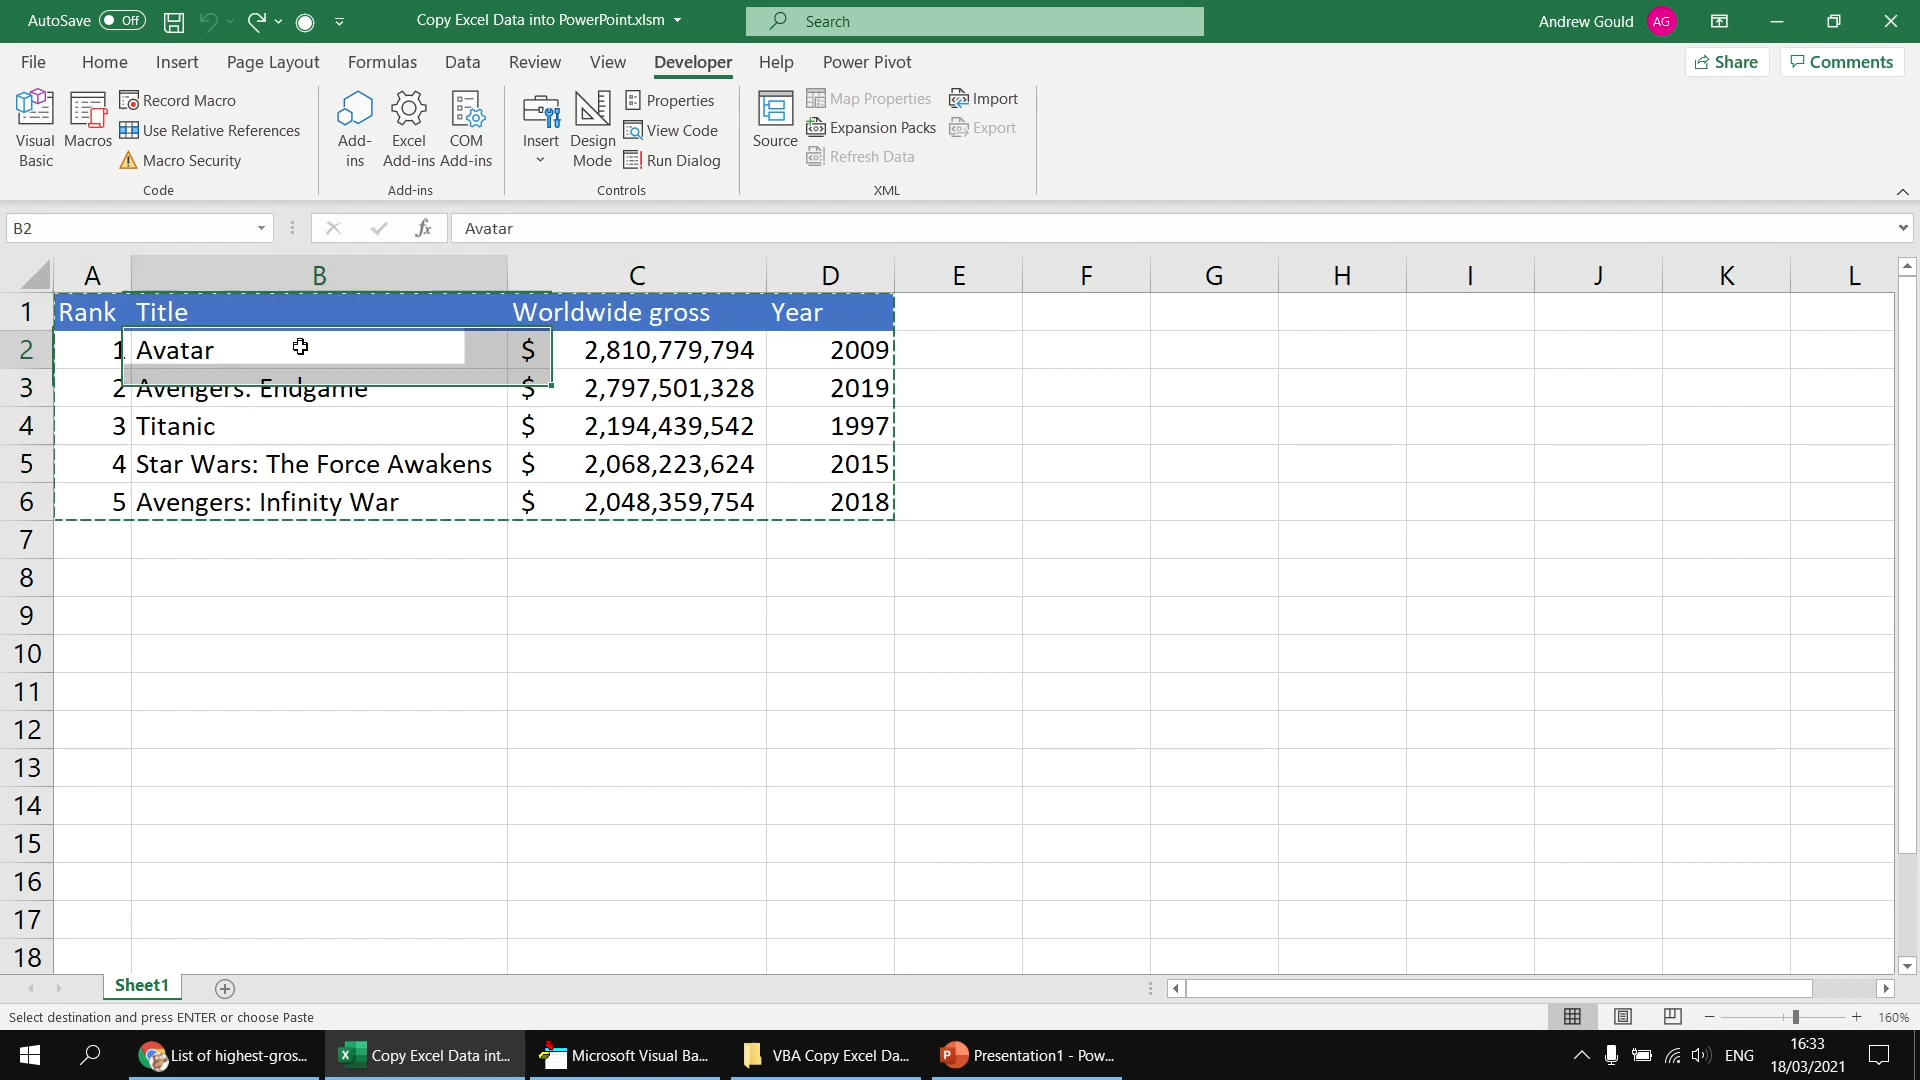 AutoSave Off Copy Excel Data into PowerPoint.xlsm Search Andrew Gould AG
File Home Insert Page Layout Formulas Data Review View Developer Help Power Pivot Share Comments
Visual Basic
Macros
Record Macro
Use Relative References
Macro Security
Code
Add-ins
Excel Add-ins
COM Add-ins
Add-ins
Insert
Design Mode
Properties
View Code
Run Dialog
Controls
Source
Map Properties
Expansion Packs
Refresh Data
Import
Export
XML
B2 fx Avatar
A B C D E F G H I J K L
1 Rank Title Worldwide gross Year
2 1 Avatar $ 2,810,779,794 2009
3 2 Avengers: Endgame $ 2,797,501,328 2019
4 3 Titanic $ 2,194,439,542 1997
5 4 Star Wars: The Force Awakens $ 2,068,223,624 2015
6 5 Avengers: Infinity War $ 2,048,359,754 2018
7
8
9
10
11
12
13
14
15
16
17
18
Sheet1
Select destination and press ENTER or choose Paste 160%
List of highest-gros... Copy Excel Data int... Microsoft Visual Ba... VBA Copy Excel Da... Presentation1 - Pow... ENG 16:33
18/03/2021